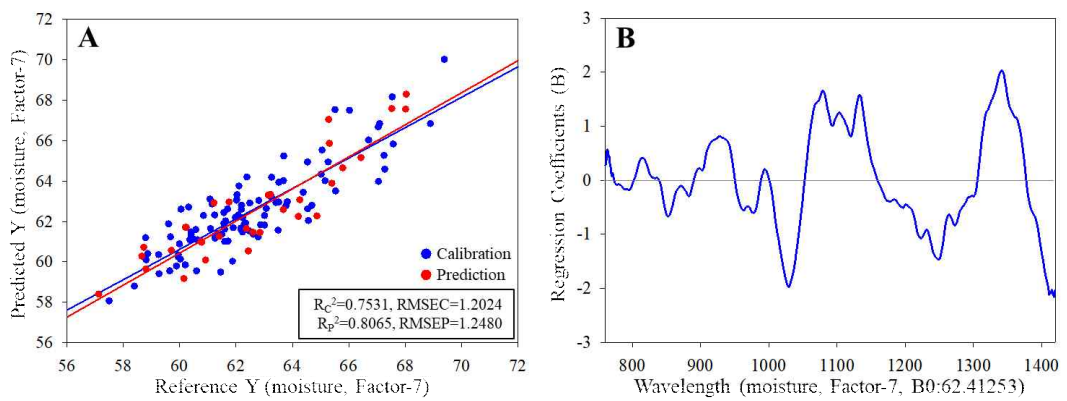 A
Predicted Y (moisture, Factor-7)
72
70
68
66
64
62
60
58
56
Calibration
Prediction
R_C²=0.7531, RMSEC=1.2024
R_P²=0.8065, RMSEP=1.2480
56 58 60 62 64 66 68 70 72
Reference Y (moisture, Factor-7)
B
Regression Coefficients (B)
3
2
1
0
-1
-2
-3
800 900 1000 1100 1200 1300 1400
Wavelength (moisture, Factor-7, B0:62.41253)